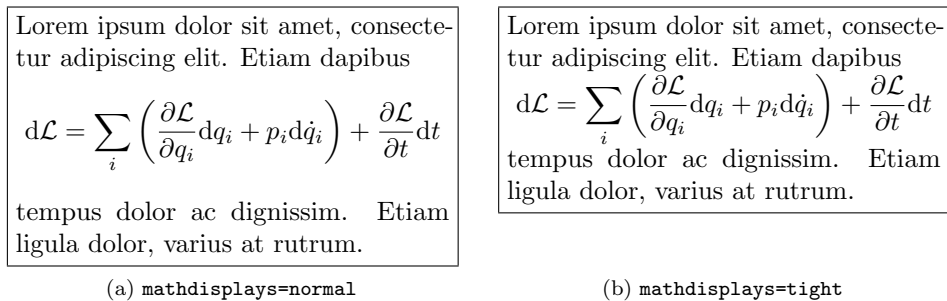 Lorem ipsum dolor sit amet, consecte-
tur adipiscing elit. Etiam dapibus
dℒ = ∑_i (∂ℒ/∂q_i dq_i + p_i dq̇_i) + ∂ℒ/∂t dt
tempus dolor ac dignissim. Etiam
ligula dolor, varius at rutrum.
(a) mathdisplays=normal
Lorem ipsum dolor sit amet, consecte-
tur adipiscing elit. Etiam dapibus
dℒ = ∑_i (∂ℒ/∂q_i dq_i + p_i dq̇_i) + ∂ℒ/∂t dt
tempus dolor ac dignissim. Etiam
ligula dolor, varius at rutrum.
(b) mathdisplays=tight